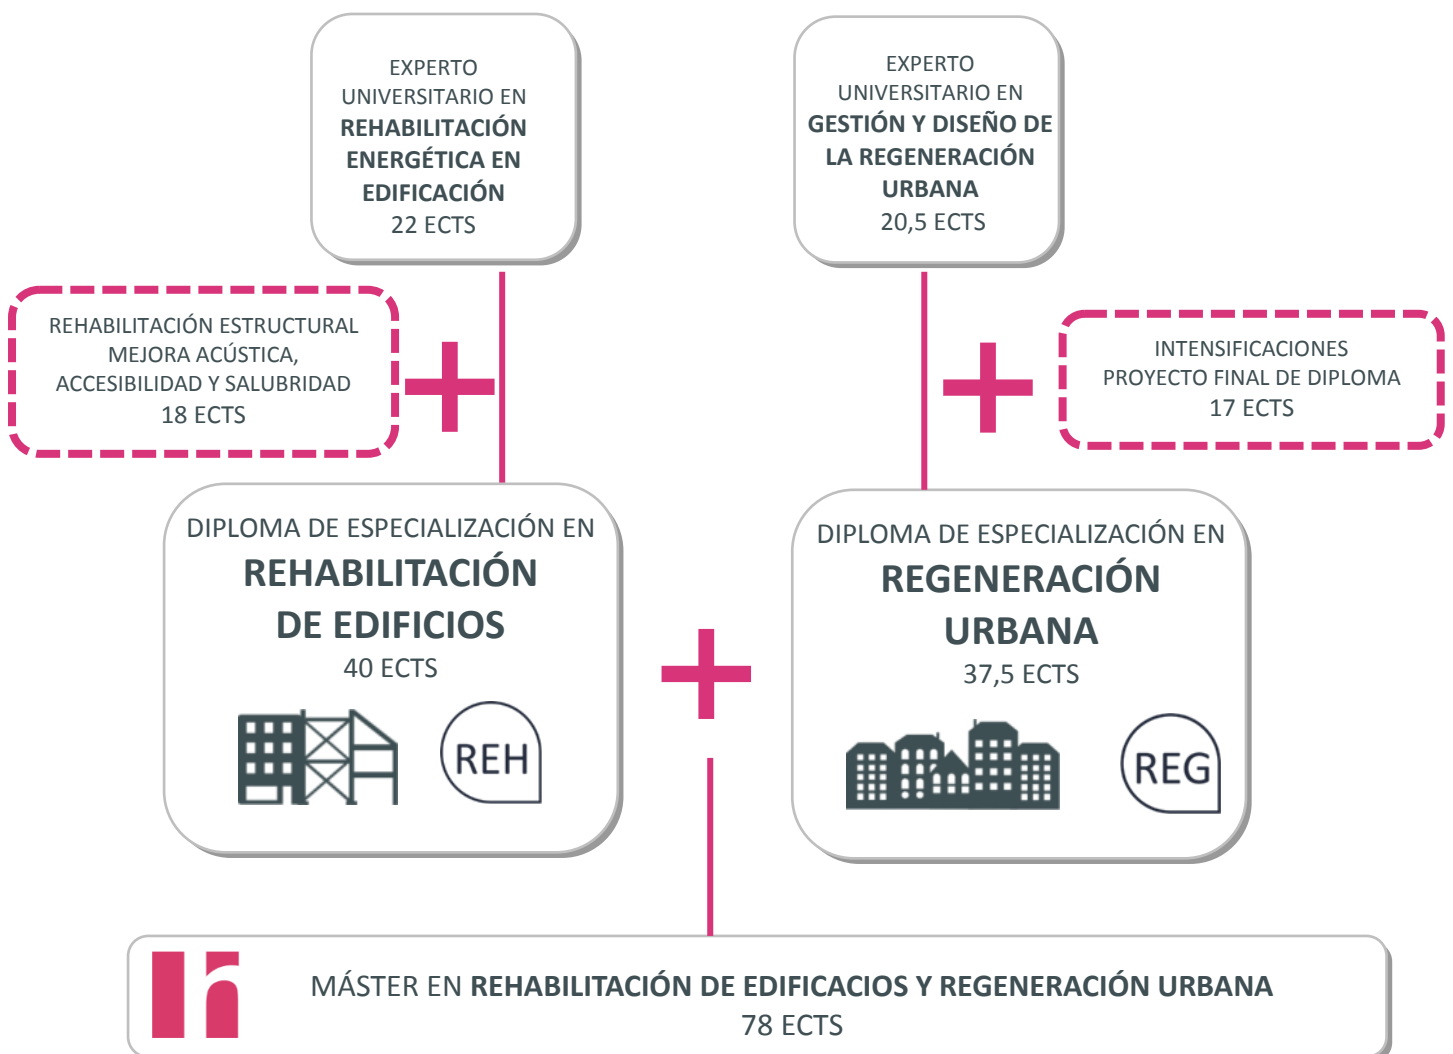 EXPERTO
UNIVERSITARIO EN
REHABILITACIÓN
ENERGÉTICA EN
EDIFICACIÓN
22 ECTS
EXPERTO
UNIVERSITARIO EN
GESTIÓN Y DISEÑO DE
LA REGENERACIÓN
URBANA
20,5 ECTS
REHABILITACIÓN ESTRUCTURAL
MEJORA ACÚSTICA,
ACCESIBILIDAD Y SALUBRIDAD
18 ECTS
INTENSIFICACIONES
PROYECTO FINAL DE DIPLOMA
17 ECTS
DIPLOMA DE ESPECIALIZACIÓN EN
REHABILITACIÓN
DE EDIFICIOS
40 ECTS
REH
DIPLOMA DE ESPECIALIZACIÓN EN
REGENERACIÓN
URBANA
37,5 ECTS
REG
MÁSTER EN REHABILITACIÓN DE EDIFICACIOS Y REGENERACIÓN URBANA
78 ECTS